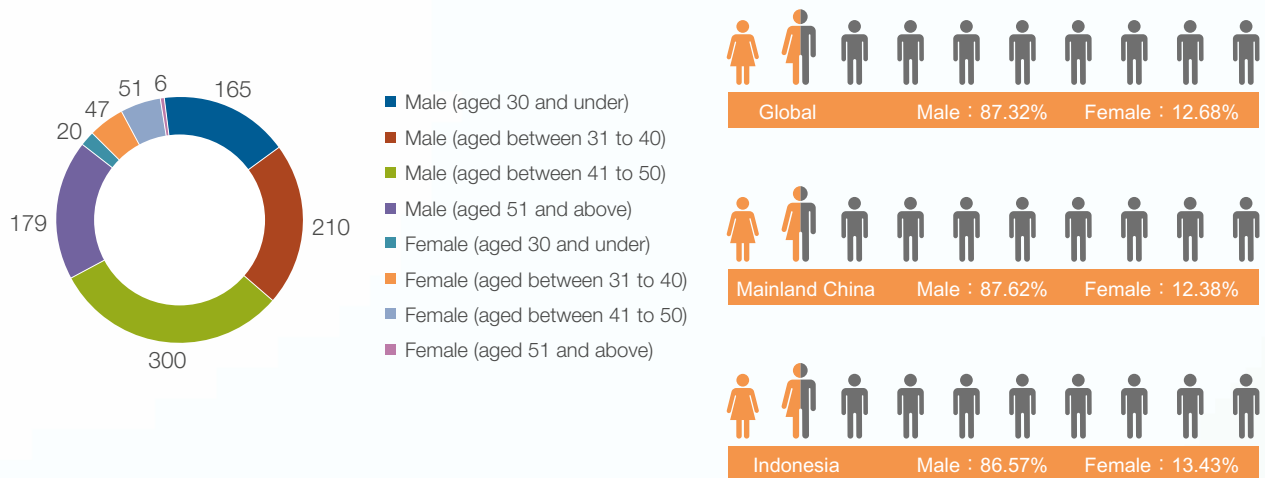 51 6 165
47
20
179
210
300
Male (aged 30 and under)
Male (aged between 31 to 40)
Male (aged between 41 to 50)
Male (aged 51 and above)
Female (aged 30 and under)
Female (aged between 31 to 40)
Female (aged between 41 to 50)
Female (aged 51 and above)
Global Male：87.32% Female：12.68%
Mainland China Male：87.62% Female：12.38%
Indonesia Male：86.57% Female：13.43%